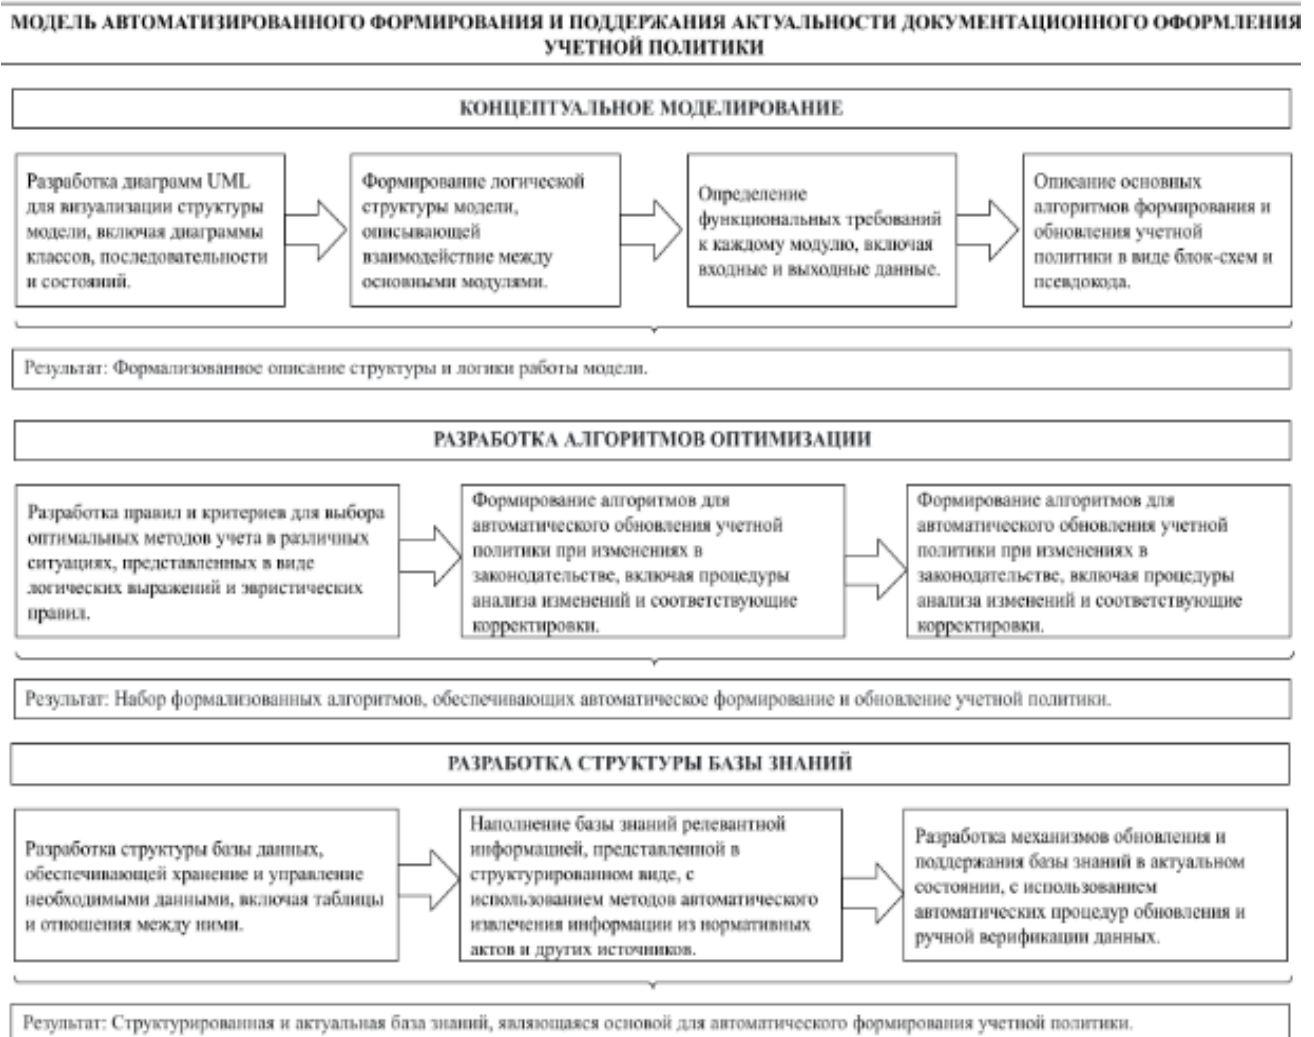 МОДЕЛЬ АВТОМАТИЗИРОВАННОГО ФОРМИРОВАНИЯ И ПОДДЕРЖАНИЯ АКТУАЛЬНОСТИ ДОКУМЕНТАЦИОННОГО ОФОРМЛЕНИЯ
УЧЕТНОЙ ПОЛИТИКИ
КОНЦЕПТУАЛЬНОЕ МОДЕЛИРОВАНИЕ
Разработка диаграмм UML
для визуализации структуры
модели, включая диаграммы
классов, последовательности
и состояний.
Формирование логической
структуры модели,
описывающей
взаимодействие между
основными модулями.
Определение
функциональных требований
к каждому модулю, включая
входные и выходные данные.
Описание основных
алгоритмов формирования и
обновления учетной
политики в виде блок-схем и
псевдокода.
Результат: Формализованное описание структуры и логики работы модели.
РАЗРАБОТКА АЛГОРИТМОВ ОПТИМИЗАЦИИ
Разработка правил и критериев для выбора
оптимальных методов учета в различных
ситуациях, представленных в виде
логических выражений и эвристических
правил.
Формирование алгоритмов для
автоматического обновления учетной
политики при изменениях в
законодательстве, включая процедуры
анализа изменений и соответствующие
корректировки.
Формирование алгоритмов для
автоматического обновления учетной
политики при изменениях в
законодательстве, включая процедуры
анализа изменений и соответствующие
корректировки.
Результат: Набор формализованных алгоритмов, обеспечивающих автоматическое формирование и обновление учетной политики.
РАЗРАБОТКА СТРУКТУРЫ БАЗЫ ЗНАНИЙ
Разработка структуры базы данных,
обеспечивающей хранение и управление
необходимыми данными, включая таблицы
и отношения между ними.
Наполнение базы знаний релевантной
информацией, представленной в
структурированном виде, с
использованием методов автоматического
извлечения информации из нормативных
актов и других источников.
Разработка механизмов обновления и
поддержания базы знаний в актуальном
состоянии, с использованием
автоматических процедур обновления и
ручной верификации данных.
Результат: Структурированная и актуальная база знаний, являющаяся основой для автоматического формирования учетной политики.